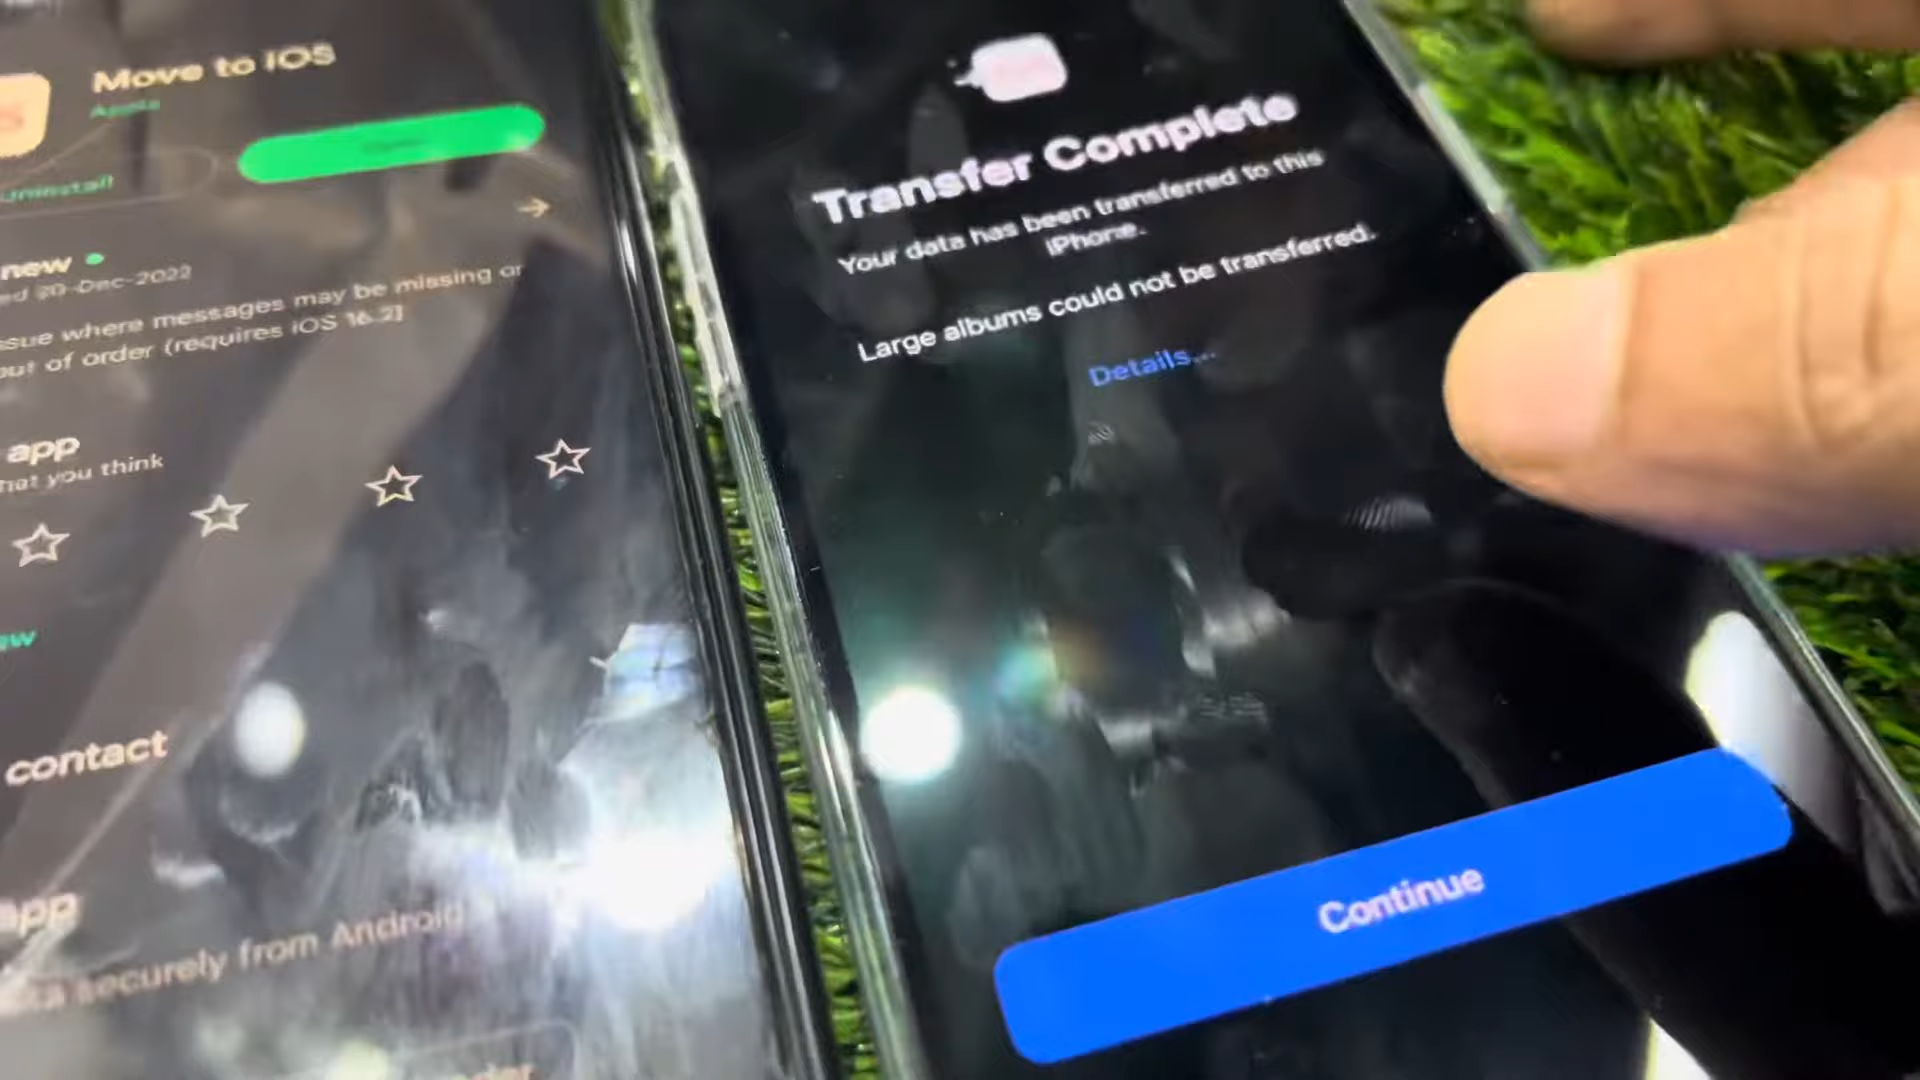 Move to iOS
Apple
Uninstall
new
20-Dec-2022
where messages may be missing or
out of order (requires iOS 16.2]
app
you think
contact
app
securely from Android
Transfer Complete
Your data has been transferred to this
iPhone.
Large albums could not be transferred.
Details...
Continue